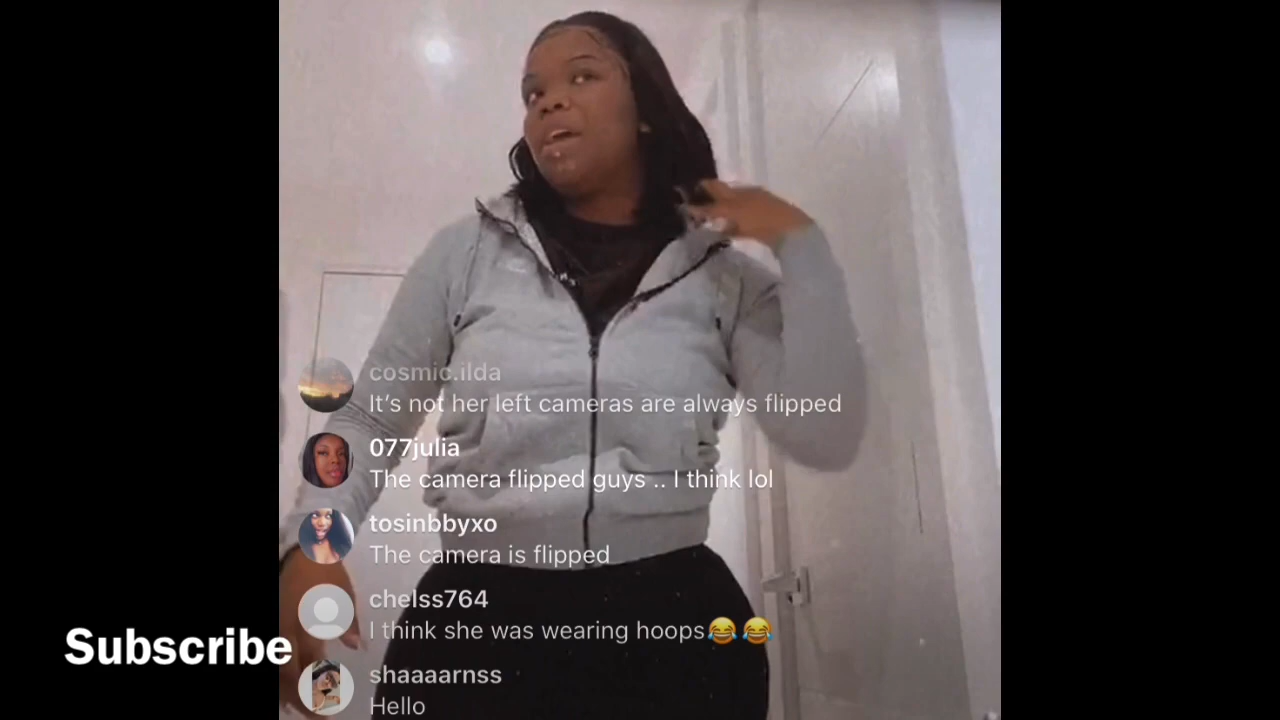 cosmic.ilda
It’s not her left cameras are always flipped
077julia
The camera flipped guys .. I think lol
tosinbbyxo
The camera is flipped
chelss764
I think she was wearing hoops😂😂
Subscribe
shaaaarnss
Hello